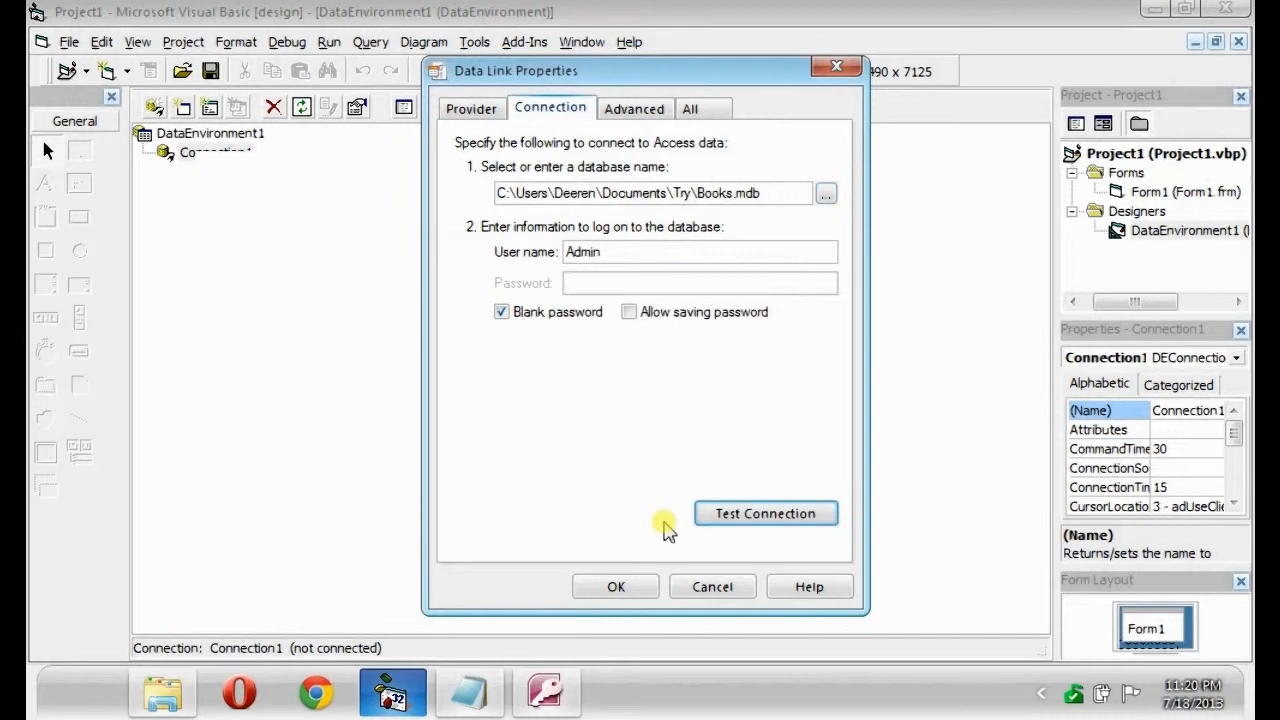 Project1 - Microsoft Visual Basic [design] - [DataEnvironment1 (DataEnvironment)]
File Edit View Project Format Debug Run Query Diagram Tools Add-Ins Window Help
490 x 7125
General
DataEnvironment1
Connection1
Data Link Properties
Provider Connection Advanced All
Specify the following to connect to Access data:
1. Select or enter a database name:
C:\Users\Deeren\Documents\Try\Books.mdb
...
2. Enter information to log on to the database:
User name: Admin
Password:
Blank password Allow saving password
Test Connection
OK Cancel Help
Project - Project1
Project1 (Project1.vbp)
Forms
Form1 (Form1.frm)
Designers
DataEnvironment1 (
Properties - Connection1
Connection1 DEConnectio
Alphabetic Categorized
(Name) Connection1
Attributes
CommandTime 30
ConnectionSo
ConnectionTin 15
CursorLocatio 3 - adUseClie
(Name)
Returns/sets the name to
Form Layout
Form1
Connection: Connection1 (not connected)
32
11:20 PM
7/18/2013